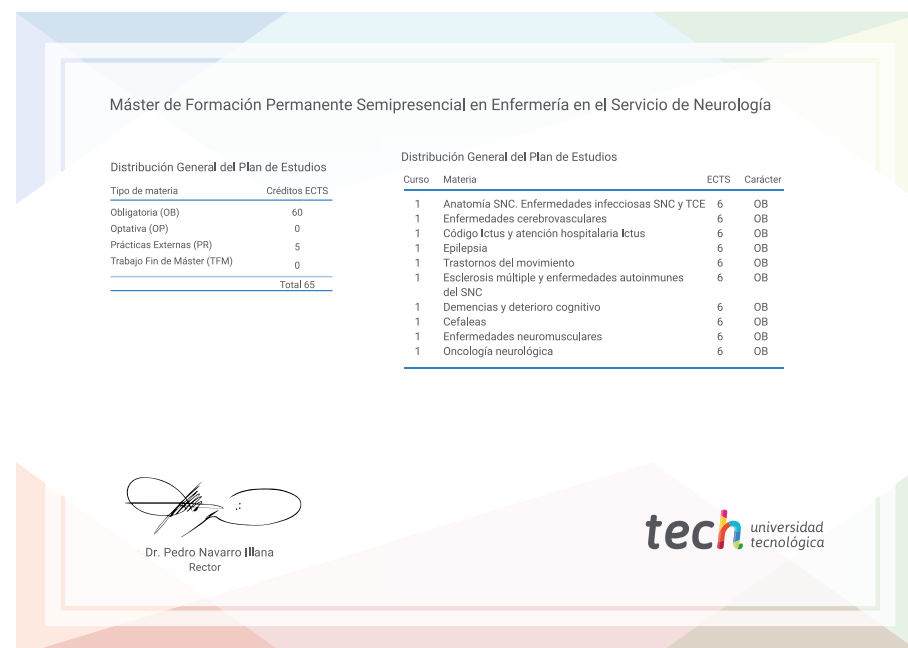 Máster de Formación Permanente Semipresencial en Enfermería en el Servicio de Neurología
Distribución General del Plan de Estudios
Tipo de materia Créditos ECTS
Obligatoria (OB) 60
Optativa (OP) 0
Prácticas Externas (PR) 5
Trabajo Fin de Máster (TFM) 0
Total 65
Distribución General del Plan de Estudios
Curso Materia ECTS Carácter
1 Anatomía SNC. Enfermedades infecciosas SNC y TCE 6 OB
1 Enfermedades cerebrovasculares 6 OB
1 Código Ictus y atención hospitalaria Ictus 6 OB
1 Epilepsia 6 OB
1 Trastornos del movimiento 6 OB
1 Esclerosis múltiple y enfermedades autoinmunes 6 OB
del SNC
1 Demencias y deterioro cognitivo 6 OB
1 Cefaleas 6 OB
1 Enfermedades neuromusculares 6 OB
1 Oncología neurológica 6 OB
Dr. Pedro Navarro Illana
Rector
tech universidad
tecnológica